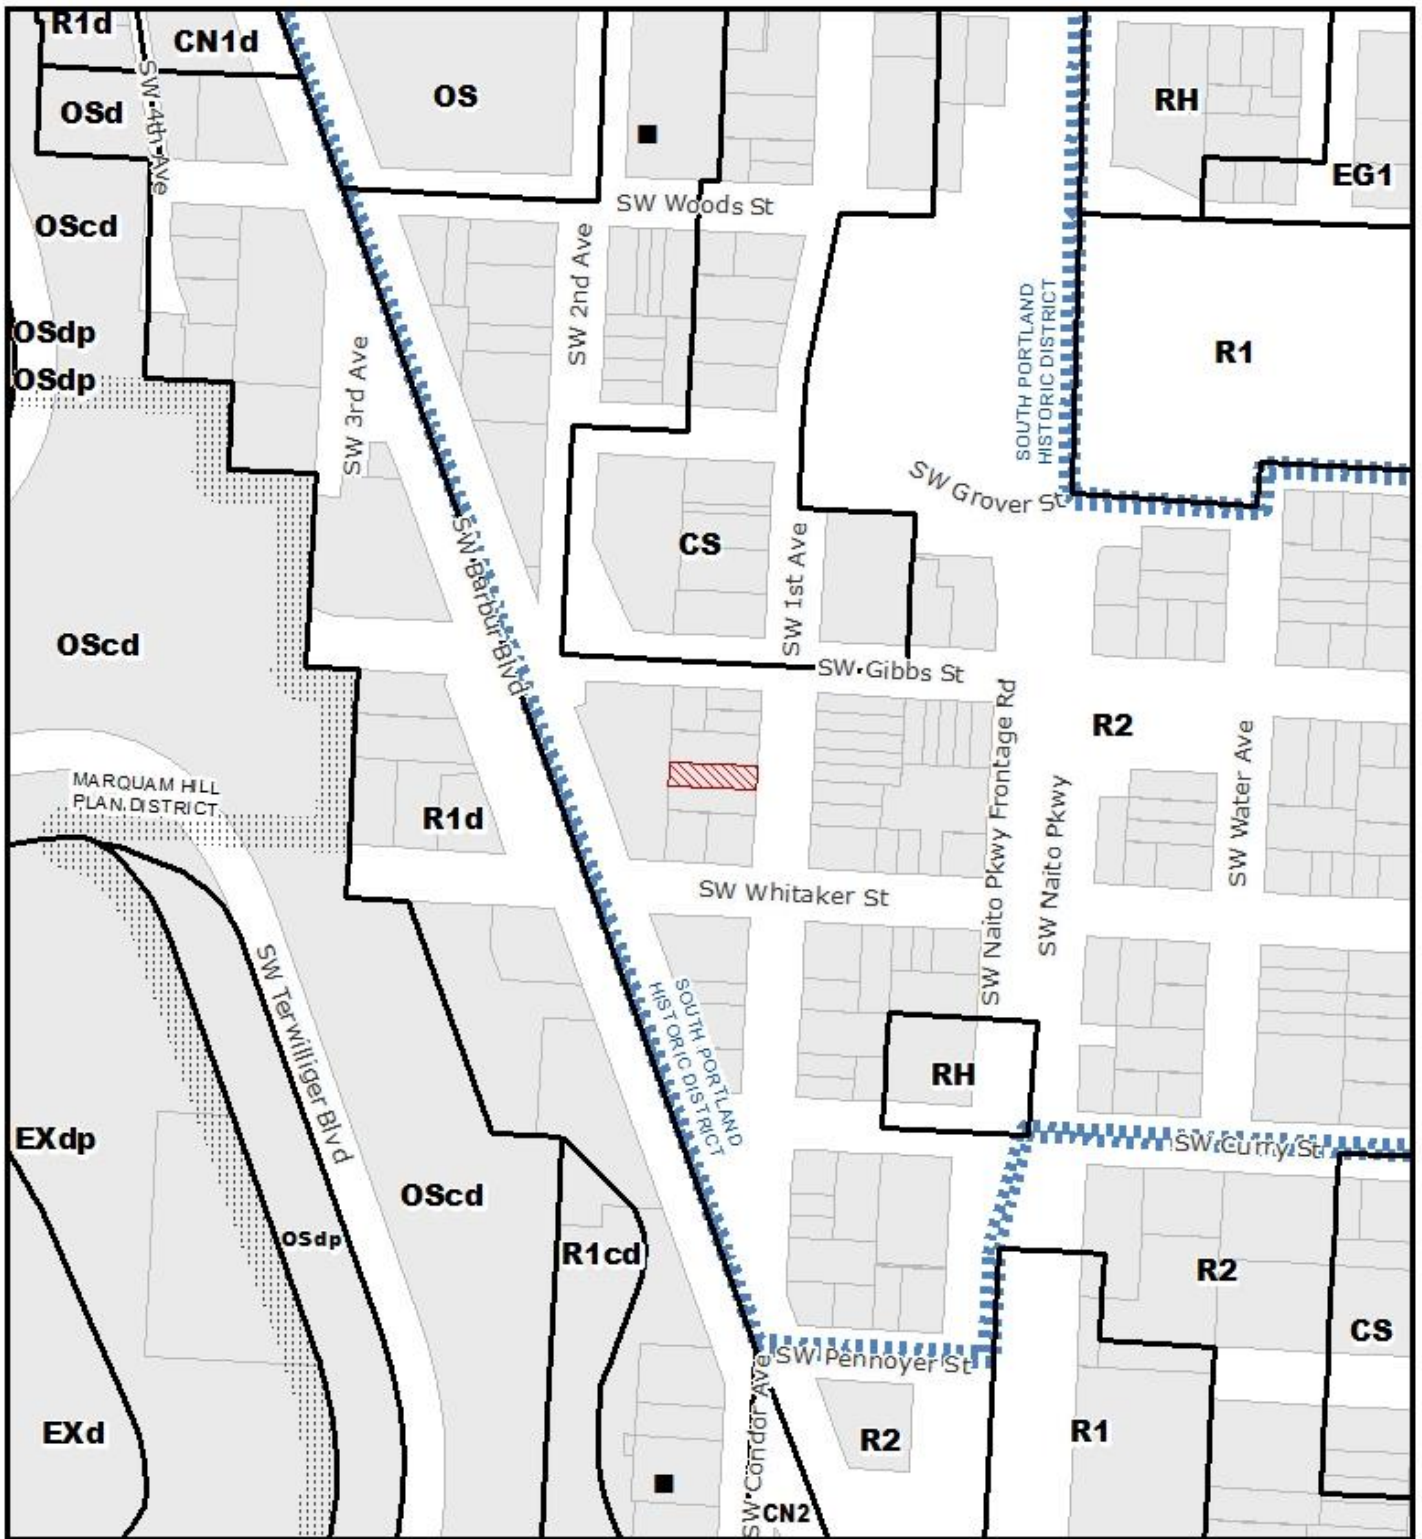 R1d
CN1d
OS
RH
OSd
SW 4th Ave
EG1
SW Woods St
OScd
SW 2nd Ave
OSdp
OSdp
SW 3rd Ave
SOUTH PORTLAND
HISTORIC DISTRICT
R1
SW Grover St
CS
SW 1st Ave
SW Barbur Blvd
OScd
SW Gibbs St
SW Naito Pkwy Frontage Rd
R2
SW Naito Pkwy
SW Water Ave
MARQUAM HILL
PLAN DISTRICT
R1d
SW Whitaker St
SW Terwilliger Blvd
SOUTH PORTLAND
HISTORIC DISTRICT
RH
EXdp
SW Curry St
OScd
OSdp
R1cd
R2
CS
SW Pennoyer St
SW Condor Ave
EXd
R2
R1
CN2